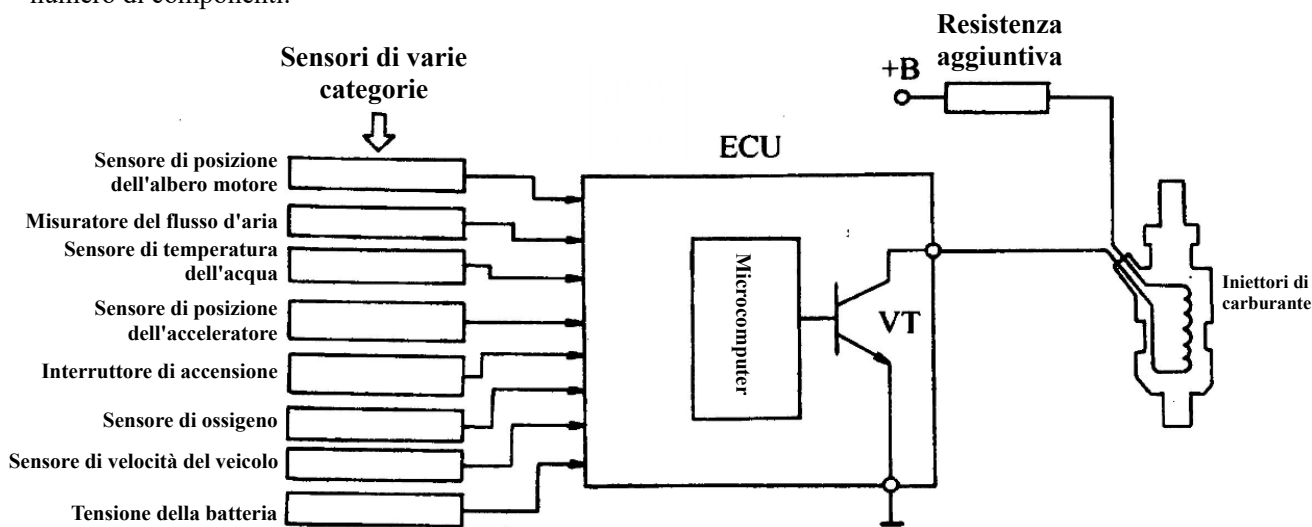 numero di componenti.
Sensori di varie
categorie
Resistenza
aggiuntiva
+B
ECU
Sensore di posizione
dell'albero motore
Misuratore del flusso d'aria
Sensore di temperatura
dell'acqua
Sensore di posizione
dell'acceleratore
Interruttore di accensione
Sensore di ossigeno
Sensore di velocità del veicolo
Tensione della batteria
Microcomputer
VT
Iniettori di
carburante